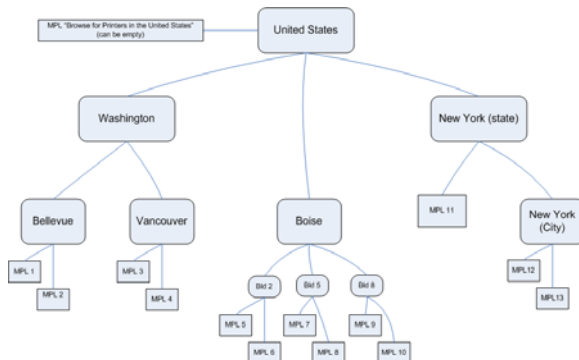 MPL "Browse for Printers in the United States"
(can be empty)
United States
Washington
New York (state)
Bellevue
Vancouver
Boise
MPL 11
New York
(City)
MPL 1
MPL 2
MPL 3
MPL 4
Bld 2
Bld 5
Bld 8
MPL12
MPL13
MPL 5
MPL 6
MPL 7
MPL 8
MPL 9
MPL 10